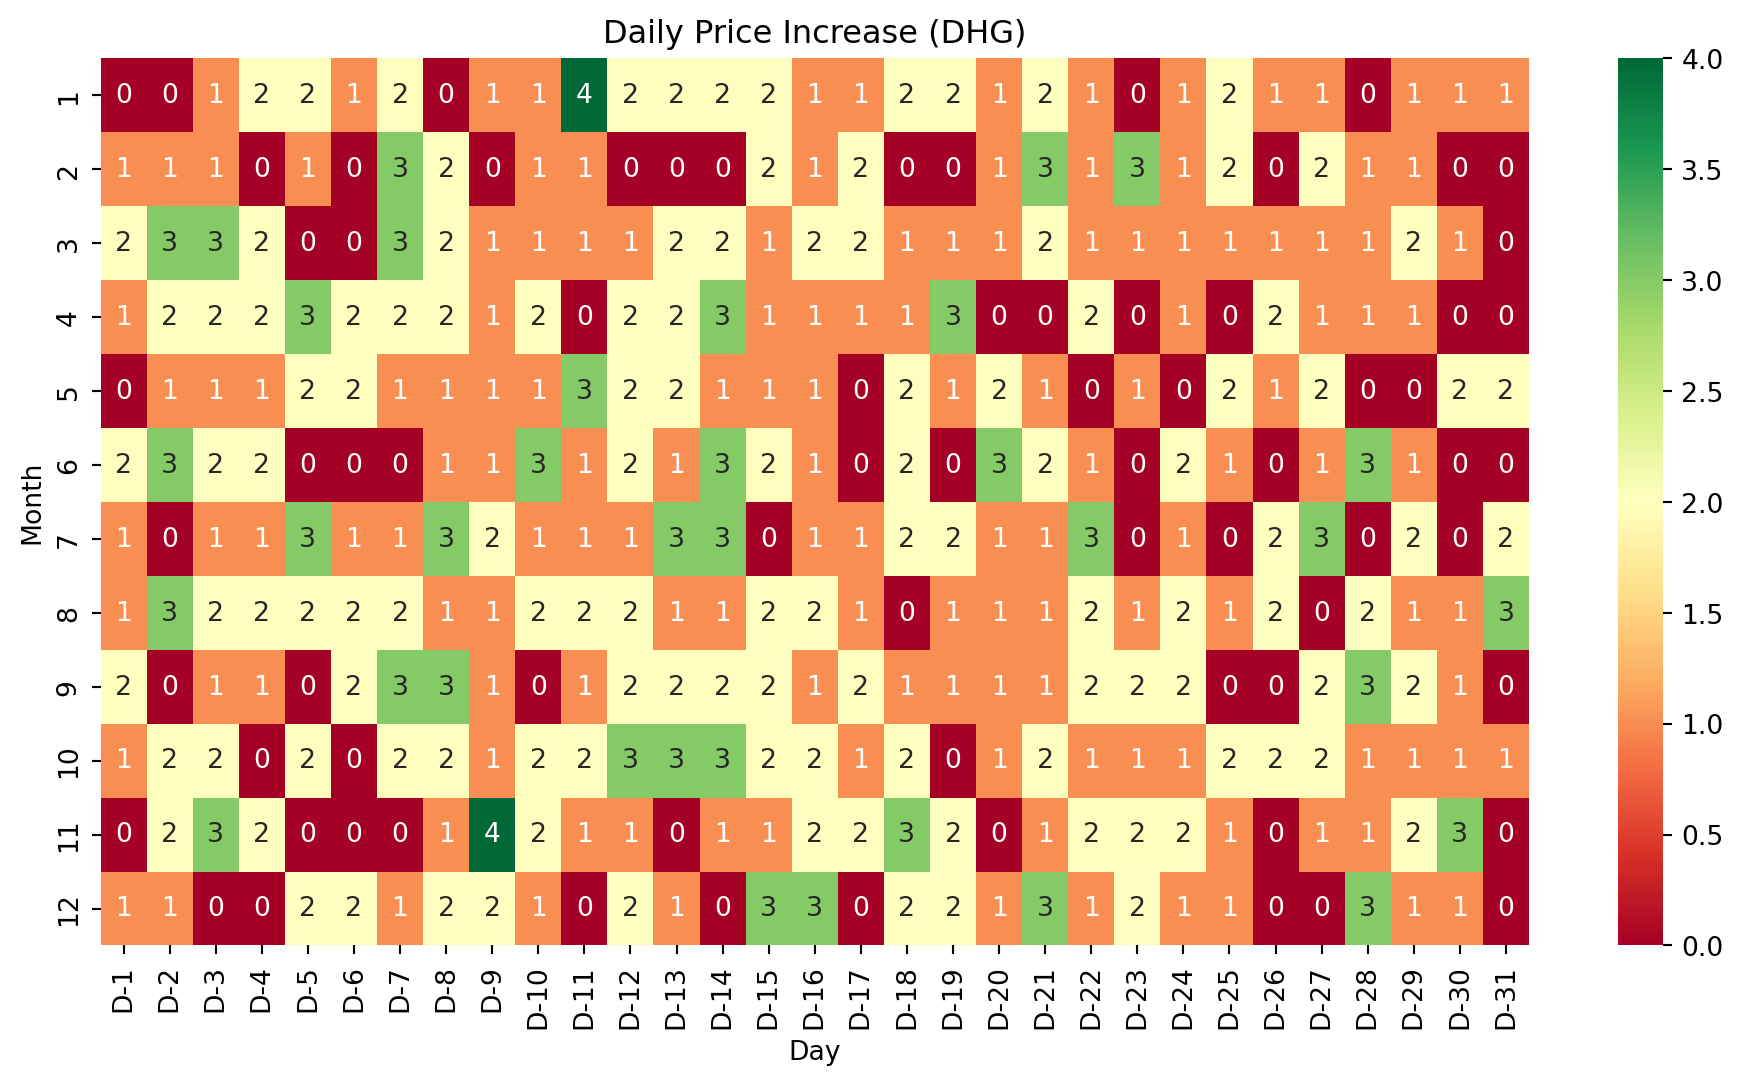 Daily Price Increase (DHG)
1 0 0 1 2 2 1 2 0 1 1 4 2 2 2 2 1 1 2 2 1 2 1 0 1 2 1 1 0 1 1 1
2 1 1 1 0 1 0 3 2 0 1 1 0 0 0 2 1 2 0 0 1 3 1 3 1 2 0 2 1 1 0 0
3 2 3 3 2 0 0 3 2 1 1 1 1 2 2 1 2 2 1 1 1 2 1 1 1 1 1 1 1 2 1 0
4 1 2 2 2 3 2 2 2 1 2 0 2 2 3 1 1 1 1 3 0 0 2 0 1 0 2 1 1 1 0 0
5 0 1 1 1 2 2 1 1 1 1 3 2 2 1 1 1 0 2 1 2 1 0 1 0 2 1 2 0 0 2 2
6 2 3 2 2 0 0 0 1 1 3 1 2 1 3 2 1 0 2 0 3 2 1 0 2 1 0 1 3 1 0 0
7 1 0 1 1 3 1 1 3 2 1 1 1 3 3 0 1 1 2 2 1 1 3 0 1 0 2 3 0 2 0 2
8 1 3 2 2 2 2 2 1 1 2 2 2 1 1 2 2 1 0 1 1 1 2 1 2 1 2 0 2 1 1 3
9 2 0 1 1 0 2 3 3 1 0 1 2 2 2 2 1 2 1 1 1 1 2 2 2 0 0 2 3 2 1 0
10 1 2 2 0 2 0 2 2 1 2 2 3 3 3 2 2 1 2 0 1 2 1 1 1 2 2 2 1 1 1 1
11 0 2 3 2 0 0 0 1 4 2 1 1 0 1 1 2 2 3 2 0 1 2 2 2 1 0 1 1 2 3 0
12 1 1 0 0 2 2 1 2 2 1 0 2 1 0 3 3 0 2 2 1 3 1 2 1 1 0 0 3 1 1 0
D-1 D-2 D-3 D-4 D-5 D-6 D-7 D-8 D-9 D-10 D-11 D-12 D-13 D-14 D-15 D-16 D-17 D-18 D-19 D-20 D-21 D-22 D-23 D-24 D-25 D-26 D-27 D-28 D-29 D-30 D-31
Day
Month
4.0
3.5
3.0
2.5
2.0
1.5
1.0
0.5
0.0